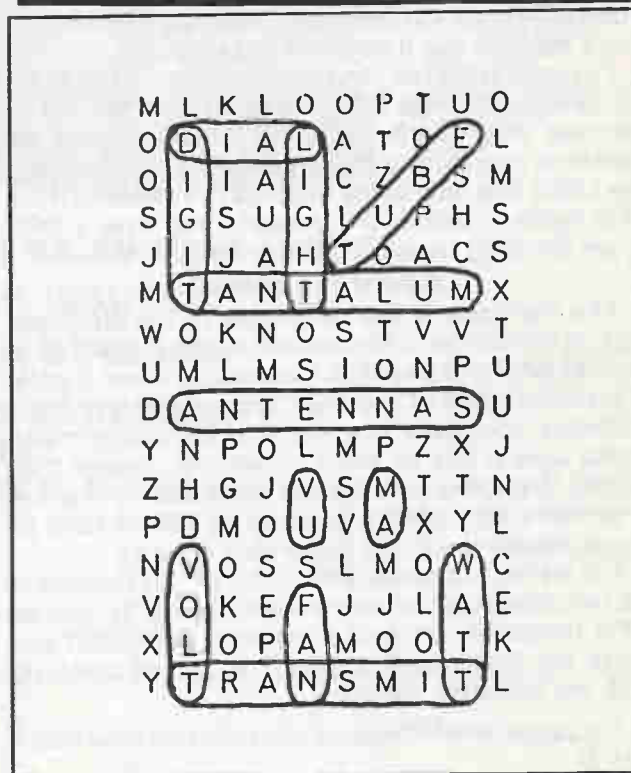 M L K L O O P T U O
O D I A L A T O E L
O I I A I C Z B S M
S G S U G L U P H S
J I J A H T O A C S
M T A N T A L U M X
W O K N O S T V V T
U M L M S I O N P U
D A N T E N N A S U
Y N P O L M P Z X J
Z H G J V S M T T N
P D M O U V A X Y L
N V O S S L M O W C
V O K E F J J L A E
X L O P A M O O T K
Y T R A N S M I T L